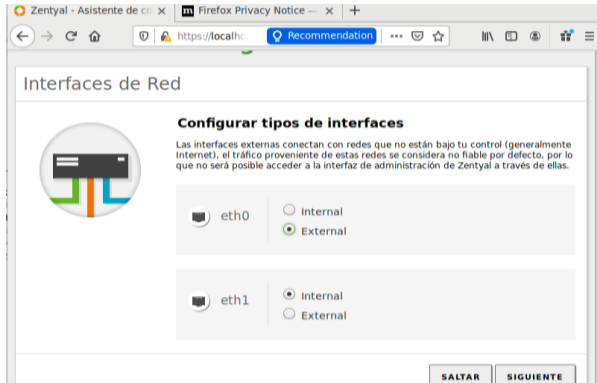 Zentyal - Asistente de co
Firefox Privacy Notice —
https://localho
Recommendation
Interfaces de Red
Configurar tipos de interfaces
Las interfaces externas conectan con redes que no están bajo tu control (generalmente
Internet), el tráfico proveniente de estas redes se considera no fiable por defecto, por lo
que no será posible acceder a la interfaz de administración de Zentyal a través de ellas.
eth0
Internal
External
eth1
Internal
External
SALTAR
SIGUIENTE